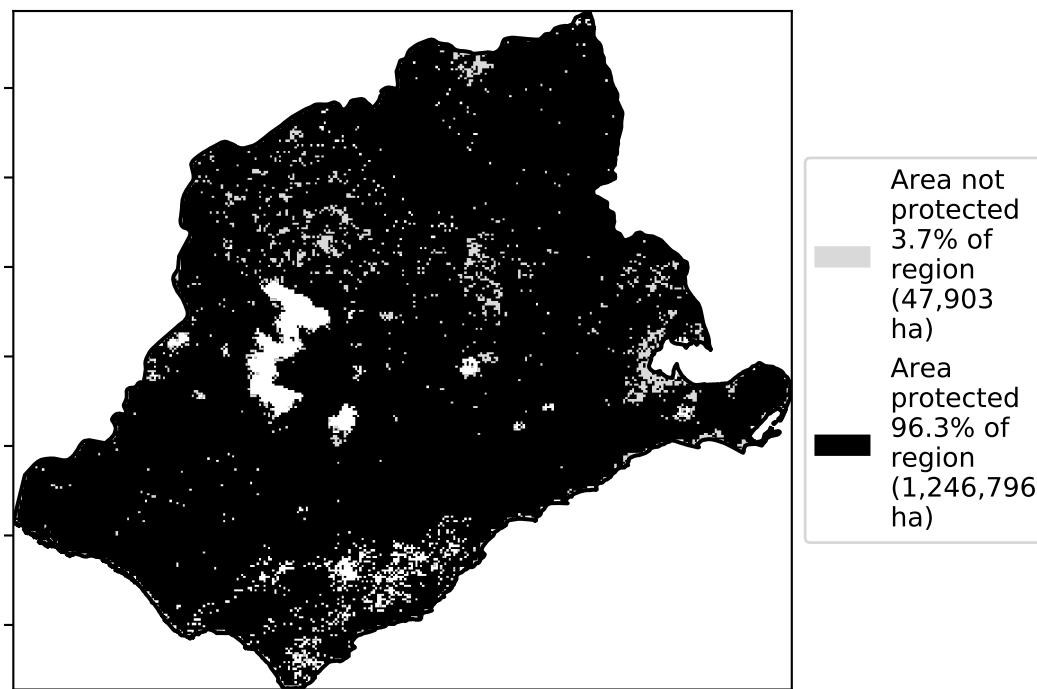 Area not
protected
3.7% of
region
(47,903
ha)
Area
protected
96.3% of
region
(1,246,796
ha)